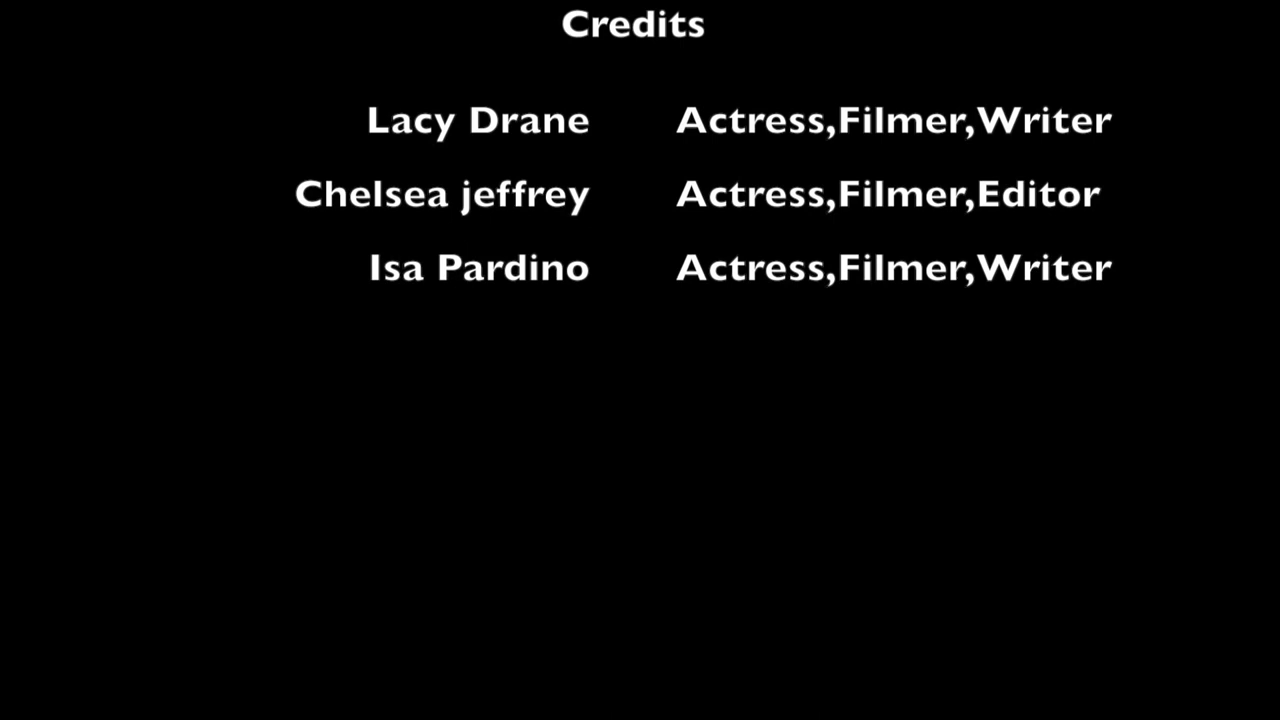 Credits
Lacy Drane Actress,Filmer,Writer
Chelsea jeffrey Actress,Filmer,Editor
Isa Pardino Actress,Filmer,Writer